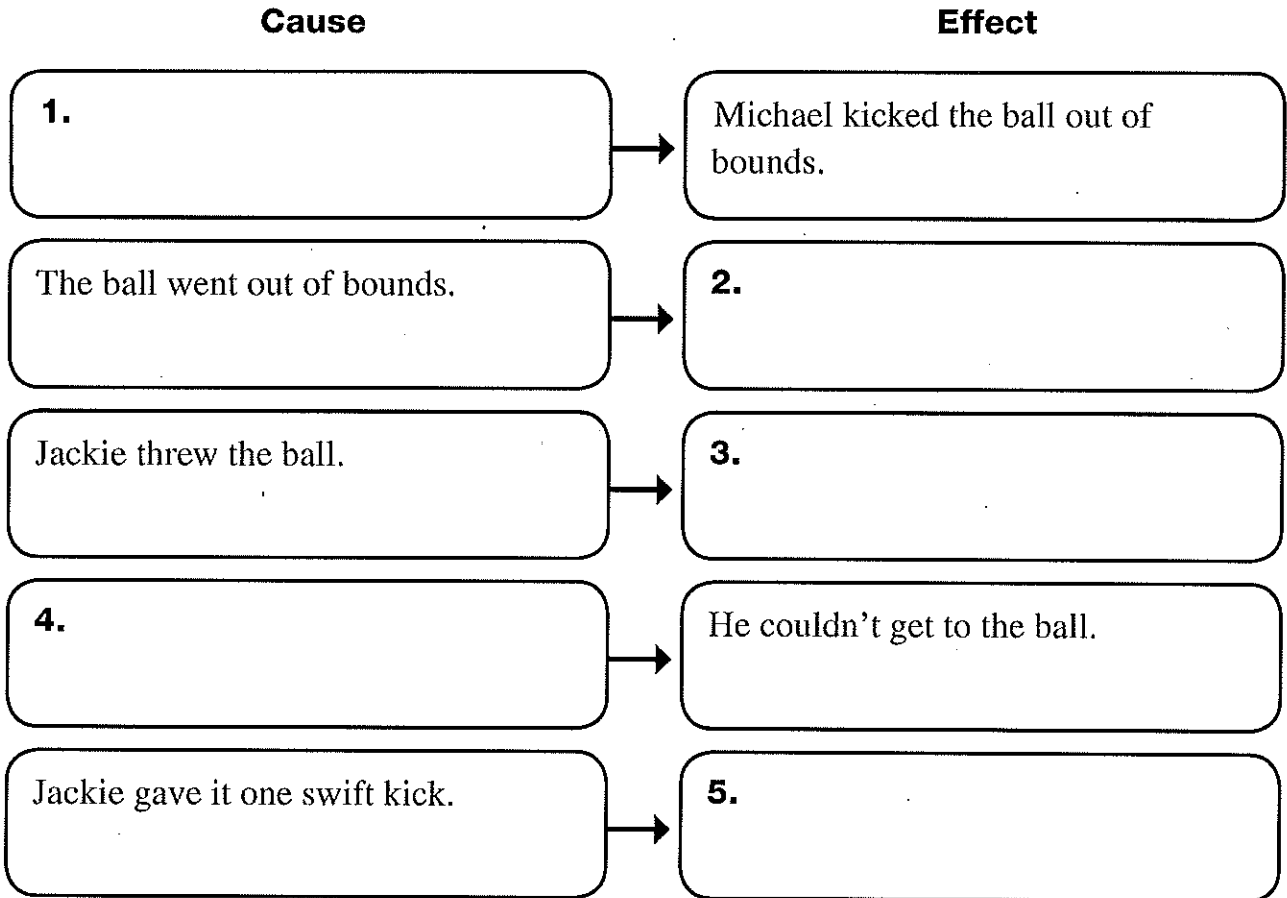 Cause
Effect
1.
Michael kicked the ball out of
bounds.
The ball went out of bounds.
2.
Jackie threw the ball.
3.
4.
He couldn't get to the ball.
Jackie gave it one swift kick.
5.